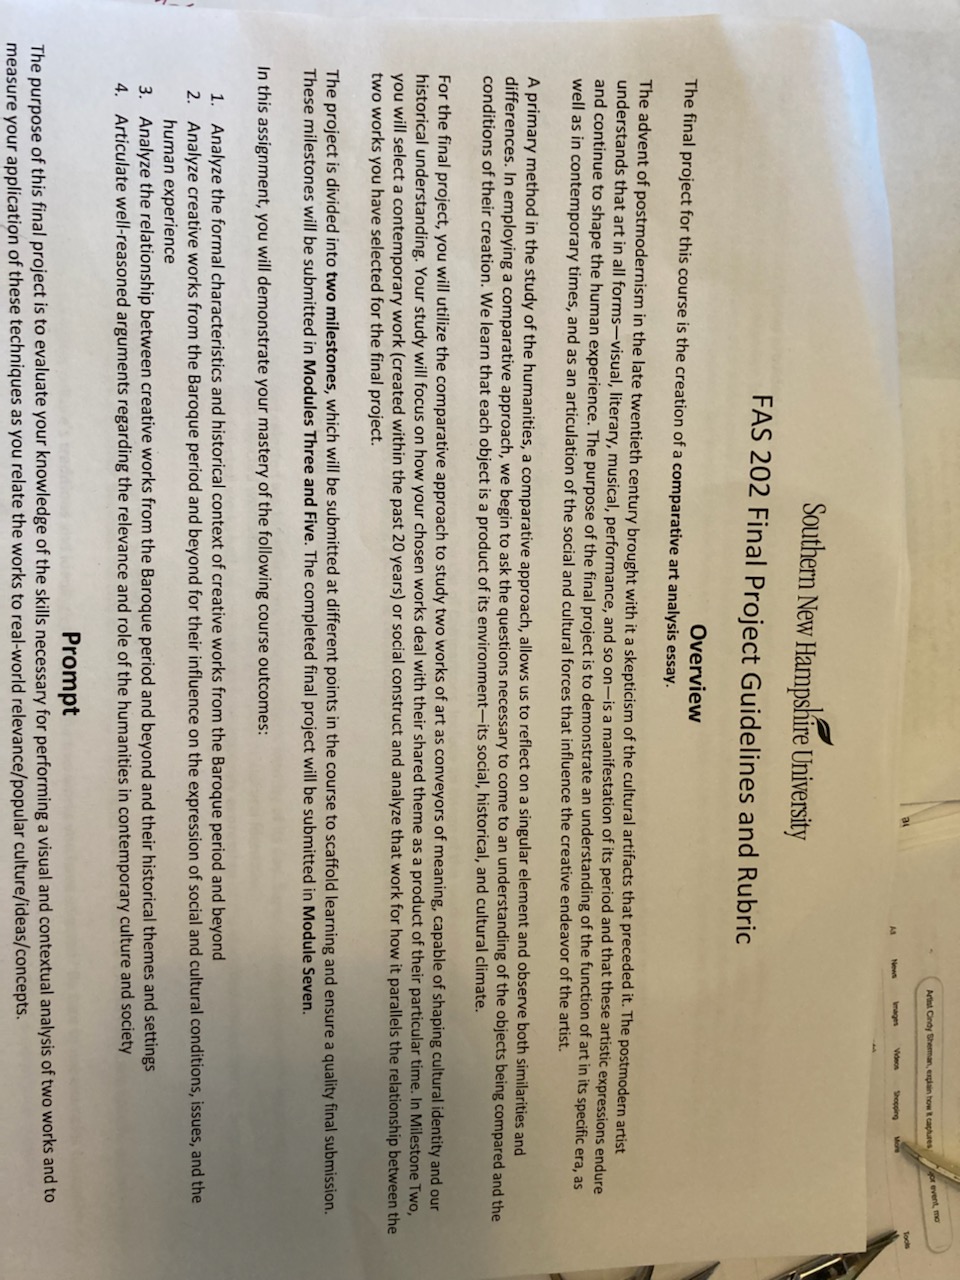 Artist Cindy Sherman, explain how it captures
jor event, mo
All News Images Videos Shopping More Tools
Southern New Hampshire University
FAS 202 Final Project Guidelines and Rubric
Overview
The final project for this course is the creation of a comparative art analysis essay.
The advent of postmodernism in the late twentieth century brought with it a skepticism of the cultural artifacts that preceded it. The postmodern artist
understands that art in all forms—visual, literary, musical, performance, and so on—is a manifestation of its period and that these artistic expressions endure
and continue to shape the human experience. The purpose of the final project is to demonstrate an understanding of the function of art in its specific era, as
well as in contemporary times, and as an articulation of the social and cultural forces that influence the creative endeavor of the artist.
A primary method in the study of the humanities, a comparative approach, allows us to reflect on a singular element and observe both similarities and
differences. In employing a comparative approach, we begin to ask the questions necessary to come to an understanding of the objects being compared and the
conditions of their creation. We learn that each object is a product of its environment—its social, historical, and cultural climate.
For the final project, you will utilize the comparative approach to study two works of art as conveyors of meaning, capable of shaping cultural identity and our
historical understanding. Your study will focus on how your chosen works deal with their shared theme as a product of their particular time. In Milestone Two,
you will select a contemporary work (created within the past 20 years) or social construct and analyze that work for how it parallels the relationship between the
two works you have selected for the final project.
The project is divided into two milestones, which will be submitted at different points in the course to scaffold learning and ensure a quality final submission.
These milestones will be submitted in Modules Three and Five. The completed final project will be submitted in Module Seven.
In this assignment, you will demonstrate your mastery of the following course outcomes:
1. Analyze the formal characteristics and historical context of creative works from the Baroque period and beyond
2. Analyze creative works from the Baroque period and beyond for their influence on the expression of social and cultural conditions, issues, and the
human experience
3. Analyze the relationship between creative works from the Baroque period and beyond and their historical themes and settings
4. Articulate well-reasoned arguments regarding the relevance and role of the humanities in contemporary culture and society
Prompt
The purpose of this final project is to evaluate your knowledge of the skills necessary for performing a visual and contextual analysis of two works and to
measure your application of these techniques as you relate the works to real-world relevance/popular culture/ideas/concepts.